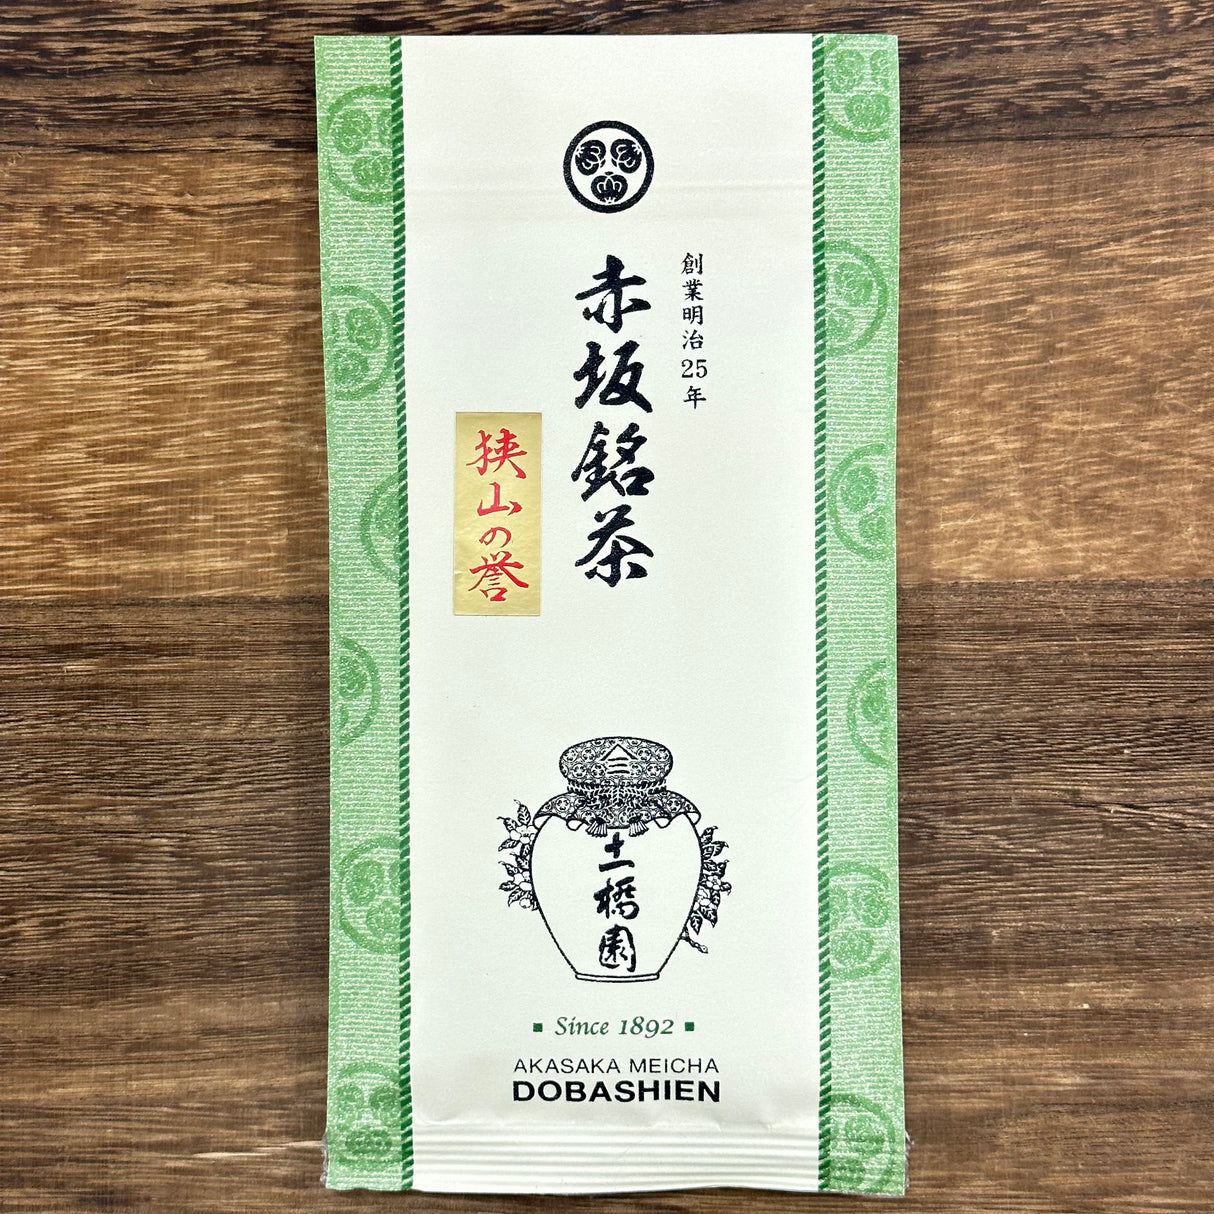 創業明治25年
赤坂銘茶
狭山の誉
土橋園
Since 1892
AKASAKA MEICHA
DOBASHIEN